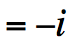 = −i